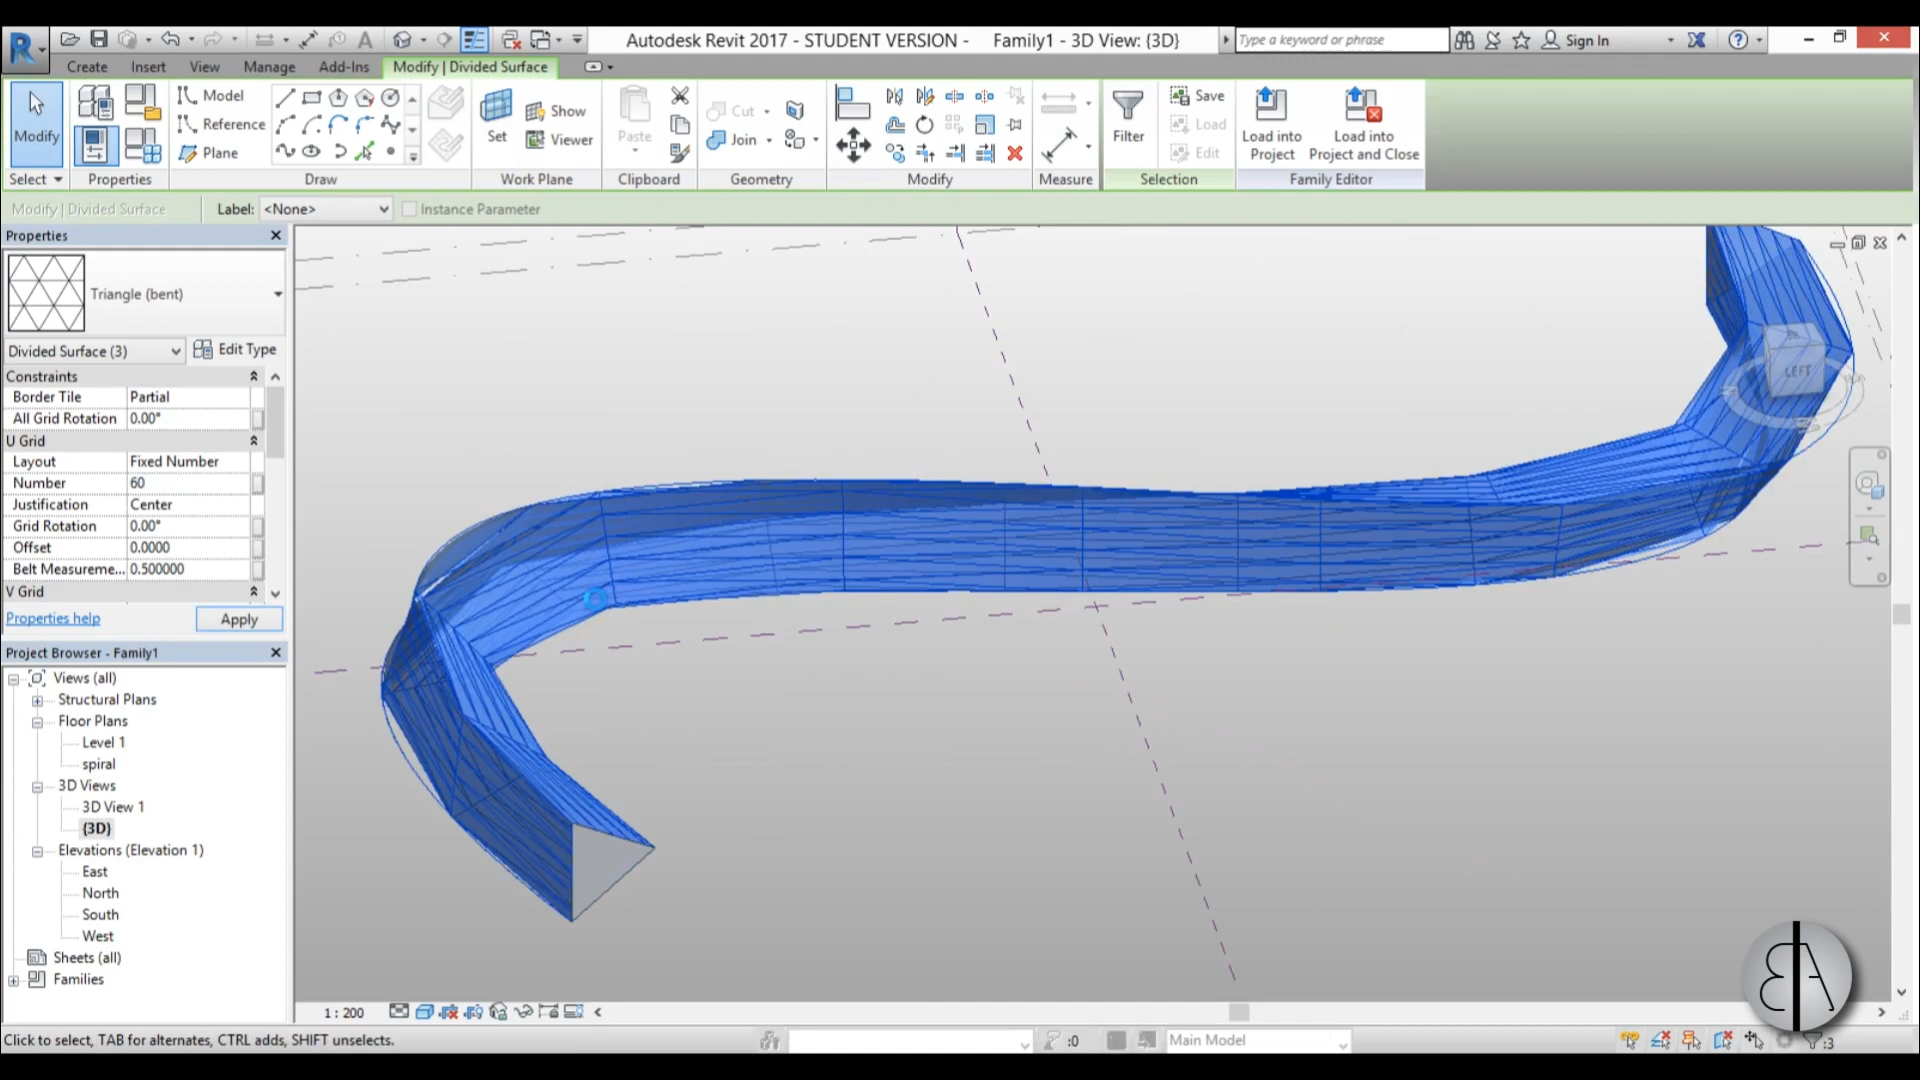 Autodesk Revit 2017 - STUDENT VERSION - Family1 - 3D View: {3D}
Type a keyword or phrase
Sign In
Create Insert View Manage Add-Ins Modify | Divided Surface
Modify
Model
Reference
Plane
Set
Show
Viewer
Paste
Cut
Join
Filter
Save
Load
Edit
Load into Project
Load into Project and Close
Select Properties Draw Work Plane Clipboard Geometry Modify Measure Selection Family Editor
Modify | Divided Surface Label: <None> Instance Parameter
Properties
Triangle (bent)
Divided Surface (3) Edit Type
Constraints
Border Tile Partial
All Grid Rotation 0.00°
U Grid
Layout Fixed Number
Number 60
Justification Center
Grid Rotation 0.00°
Offset 0.0000
Belt Measureme... 0.500000
V Grid
Properties help Apply
Project Browser - Family1
Views (all)
Structural Plans
Floor Plans
Level 1
spiral
3D Views
3D View 1
{3D}
Elevations (Elevation 1)
East
North
South
West
Sheets (all)
Families
LEFT
1 : 200
Click to select, TAB for alternates, CTRL adds, SHIFT unselects.
:0
Main Model
:3